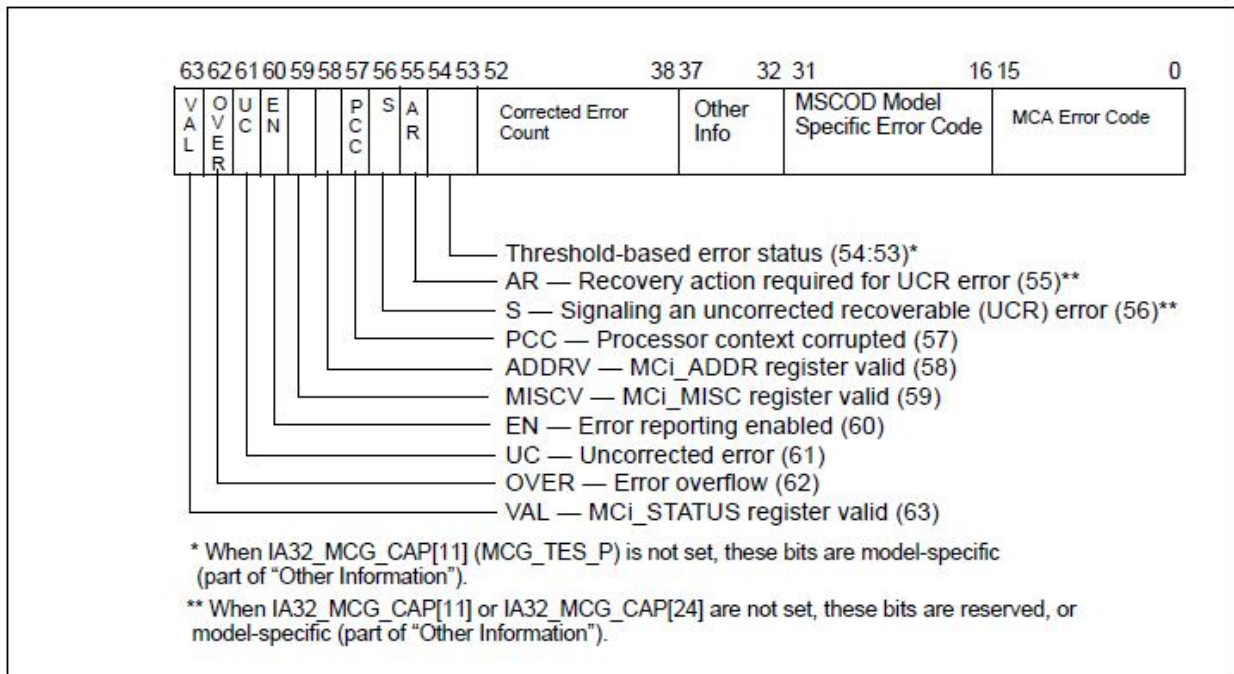 63 62 61 60 59 58 57 56 55 54 53 52 38 37 32 31 16 15 0
VAL OVER UC EN PCC S AR Corrected Error Count Other Info MSCOD Model Specific Error Code MCA Error Code
Threshold-based error status (54:53)*
AR — Recovery action required for UCR error (55)**
S — Signaling an uncorrected recoverable (UCR) error (56)**
PCC — Processor context corrupted (57)
ADDRV — MCi_ADDR register valid (58)
MISCV — MCi_MISC register valid (59)
EN — Error reporting enabled (60)
UC — Uncorrected error (61)
OVER — Error overflow (62)
VAL — MCi_STATUS register valid (63)
* When IA32_MCG_CAP[11] (MCG_TES_P) is not set, these bits are model-specific
(part of “Other Information”).
** When IA32_MCG_CAP[11] or IA32_MCG_CAP[24] are not set, these bits are reserved, or
model-specific (part of “Other Information”).